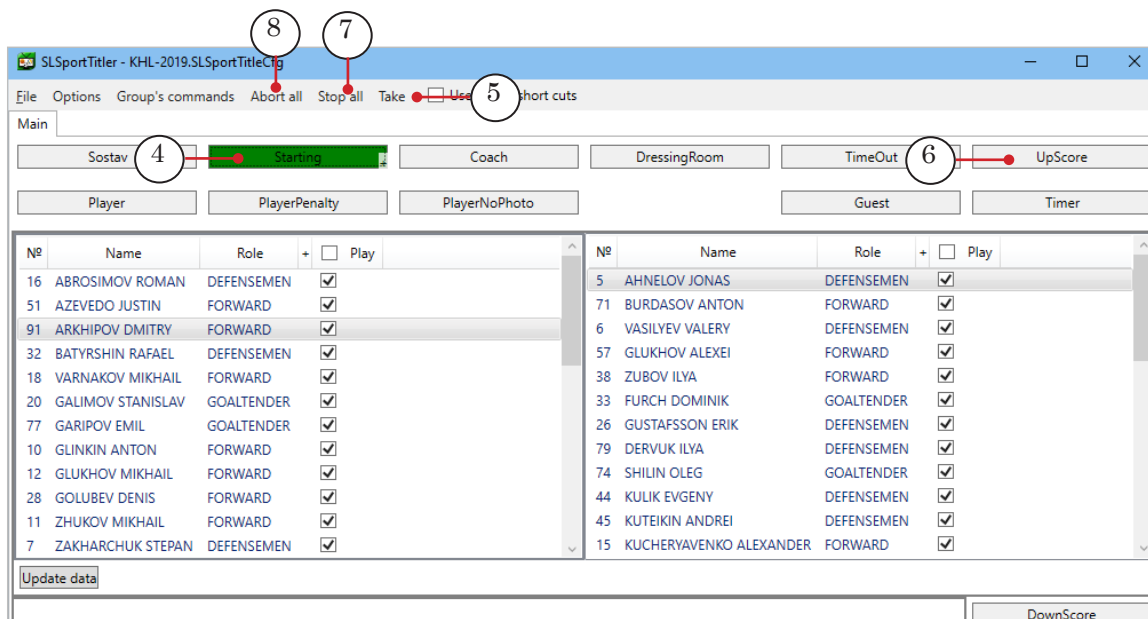 8 7
SLSportTitler - KHL-2019.SLSportTitleCfg
File Options Group's commands Abort all Stop all Take 5 short cuts
Main
Sostav 4 Starting Coach DressingRoom TimeOut 6 UpScore
Player PlayerPenalty PlayerNoPhoto Guest Timer
Nº Name Role + Play Nº Name Role + Play
16 ABROSIMOV ROMAN DEFENSEMEN 5 AHNELOV JONAS DEFENSEMEN
51 AZEVEDO JUSTIN FORWARD 71 BURDASOV ANTON FORWARD
91 ARKHIPOV DMITRY FORWARD 6 VASILYEV VALERY DEFENSEMEN
32 BATYRSHIN RAFAEL DEFENSEMEN 57 GLUKHOV ALEXEI FORWARD
18 VARNAKOV MIKHAIL FORWARD 38 ZUBOV ILYA FORWARD
20 GALIMOV STANISLAV GOALTENDER 33 FURCH DOMINIK GOALTENDER
77 GARIPOV EMIL GOALTENDER 26 GUSTAFSSON ERIK DEFENSEMEN
10 GLINKIN ANTON FORWARD 79 DERVUK ILYA DEFENSEMEN
12 GLUKHOV MIKHAIL FORWARD 74 SHILIN OLEG GOALTENDER
28 GOLUBEV DENIS FORWARD 44 KULIK EVGENY DEFENSEMEN
11 ZHUKOV MIKHAIL FORWARD 45 KUTEIKIN ANDREI DEFENSEMEN
7 ZAKHARCHUK STEPAN DEFENSEMEN 15 KUCHERYAVENKO ALEXANDER FORWARD
Update data
DownScore